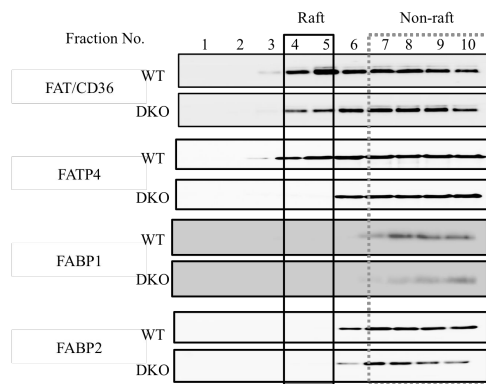 Raft Non-raft
Fraction No. 1 2 3 4 5 6 7 8 9 10
WT
FAT/CD36
DKO
WT
FATP4
DKO
WT
FABP1
DKO
WT
FABP2
DKO